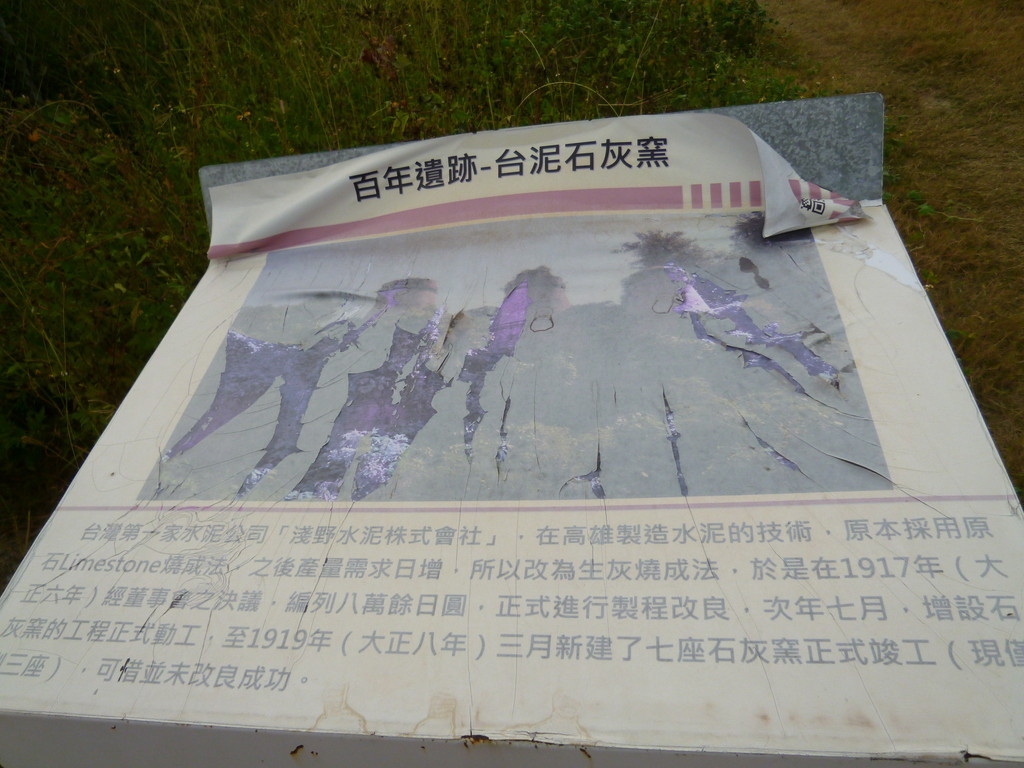 百年遺跡-台泥石灰窯
台灣第一家水泥公司「淺野水泥株式會社」，在高雄製造水泥的技術，原本採用原
石Limestone燒成法，之後產量需求日增，所以改為生灰燒成法，於是在1917年（大
正六年）經董事會之決議，編列八萬餘日圓，正式進行製程改良，次年七月，增設石
灰窯的工程正式動工，至1919年（大正八年）三月新建了七座石灰窯正式竣工（現僅
三座），可惜並未改良成功。